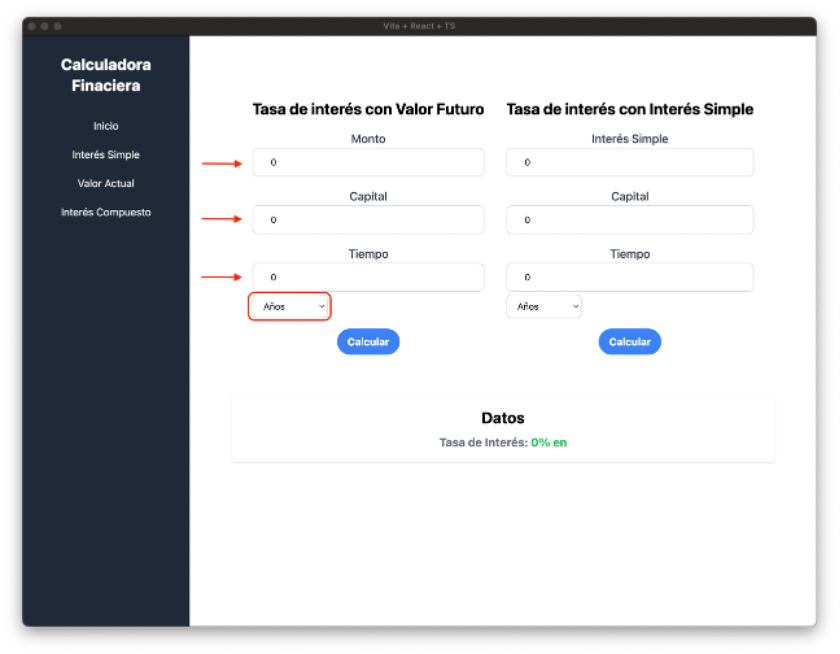 Vite + React + TS
Calculadora
Finaciera
Inicio
Interés Simple
Valor Actual
Interés Compuesto
Tasa de interés con Valor Futuro
Monto
0
Capital
0
Tiempo
0
Años
Calcular
Tasa de interés con Interés Simple
Interés Simple
0
Capital
0
Tiempo
0
Años
Calcular
Datos
Tasa de Interés: 0% en